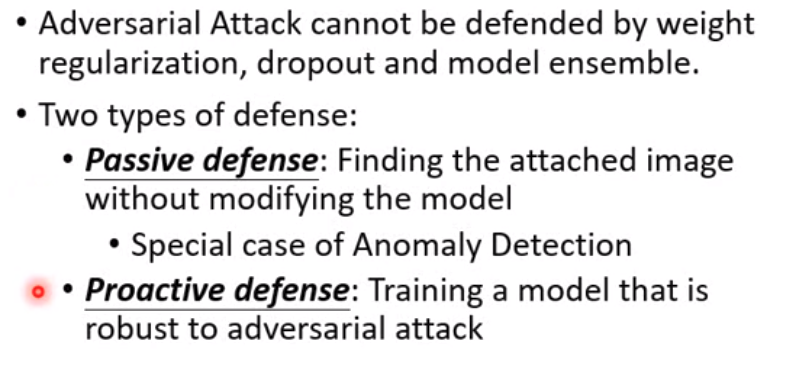 • Adversarial Attack cannot be defended by weight
regularization, dropout and model ensemble.
• Two types of defense:
• Passive defense: Finding the attached image
without modifying the model
• Special case of Anomaly Detection
• Proactive defense: Training a model that is
robust to adversarial attack